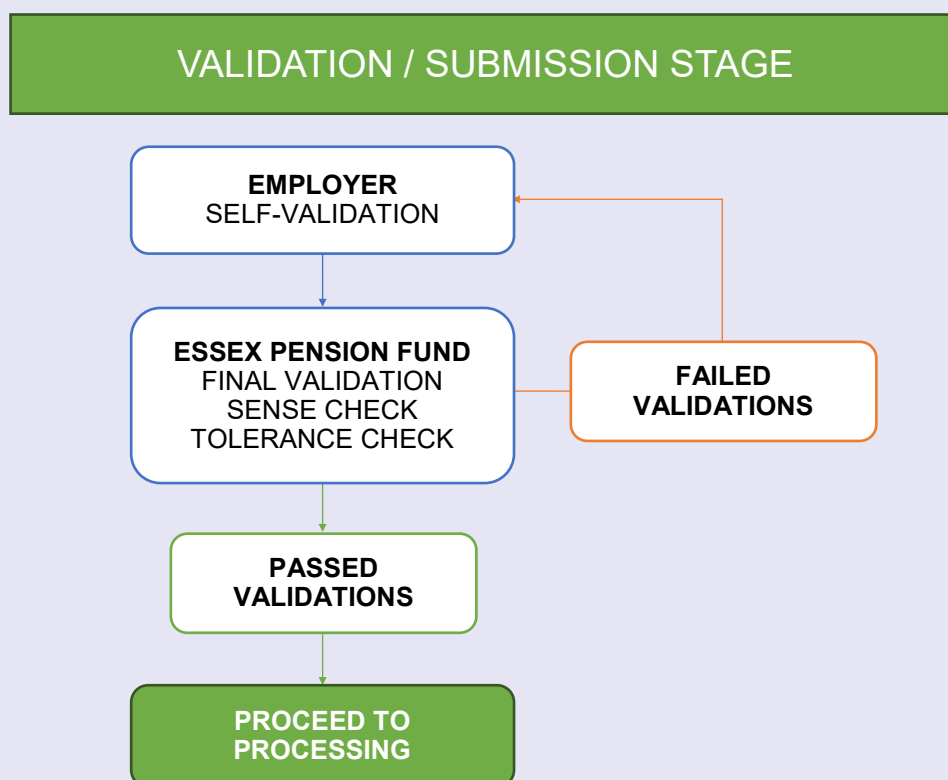 VALIDATION / SUBMISSION STAGE
EMPLOYER
SELF-VALIDATION
ESSEX PENSION FUND
FINAL VALIDATION
SENSE CHECK
TOLERANCE CHECK
FAILED
VALIDATIONS
PASSED
VALIDATIONS
PROCEED TO
PROCESSING